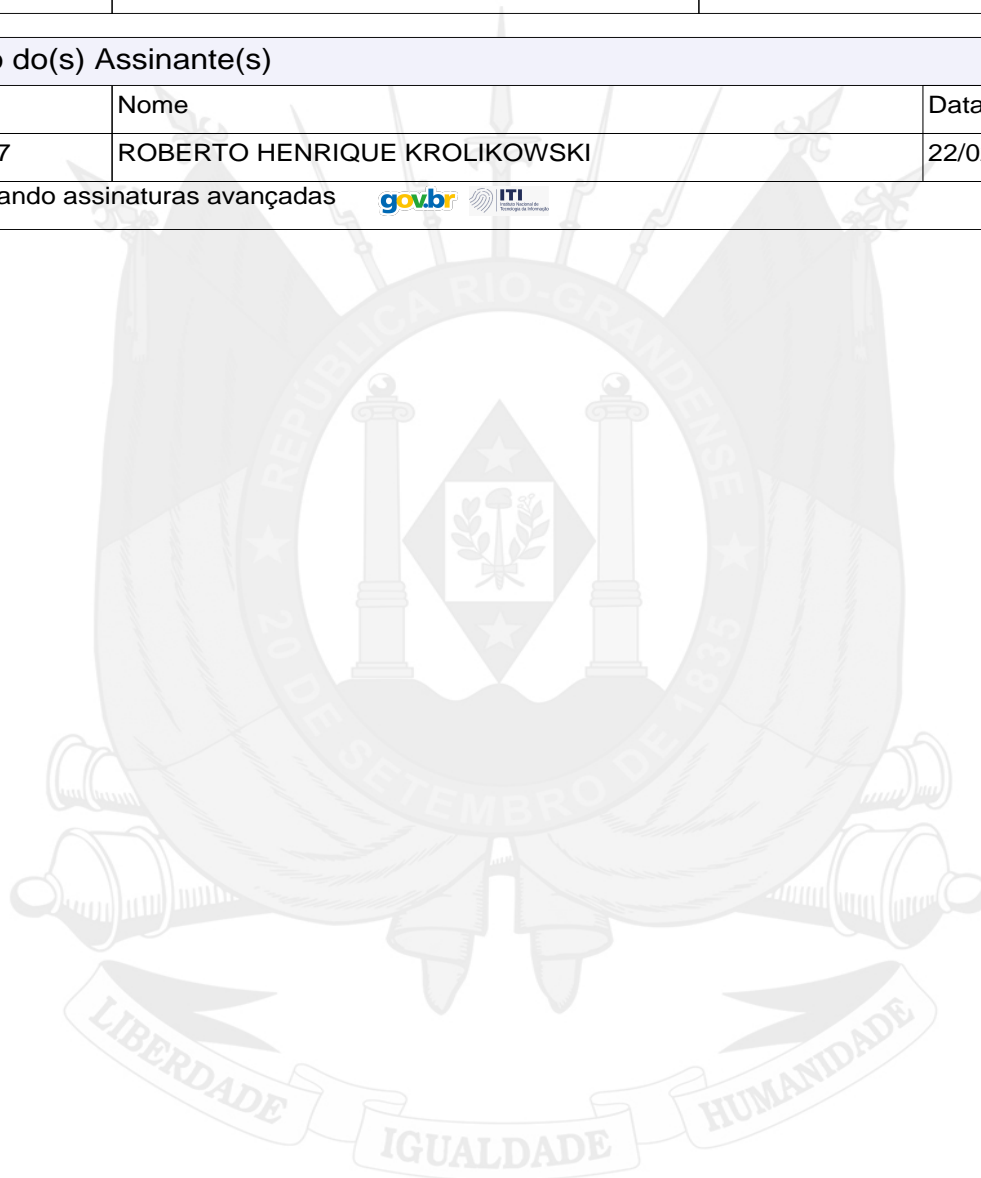 do(s) Assinante(s)
Nome Data
7 ROBERTO HENRIQUE KROLIKOWSKI 22/0
ando assinaturas avançadas gov.br ITI
REPÚBLICA RIO-GRANDENSE
20 DE SETEMBRO DE 1835
LIBERDADE IGUALDADE HUMANIDADE